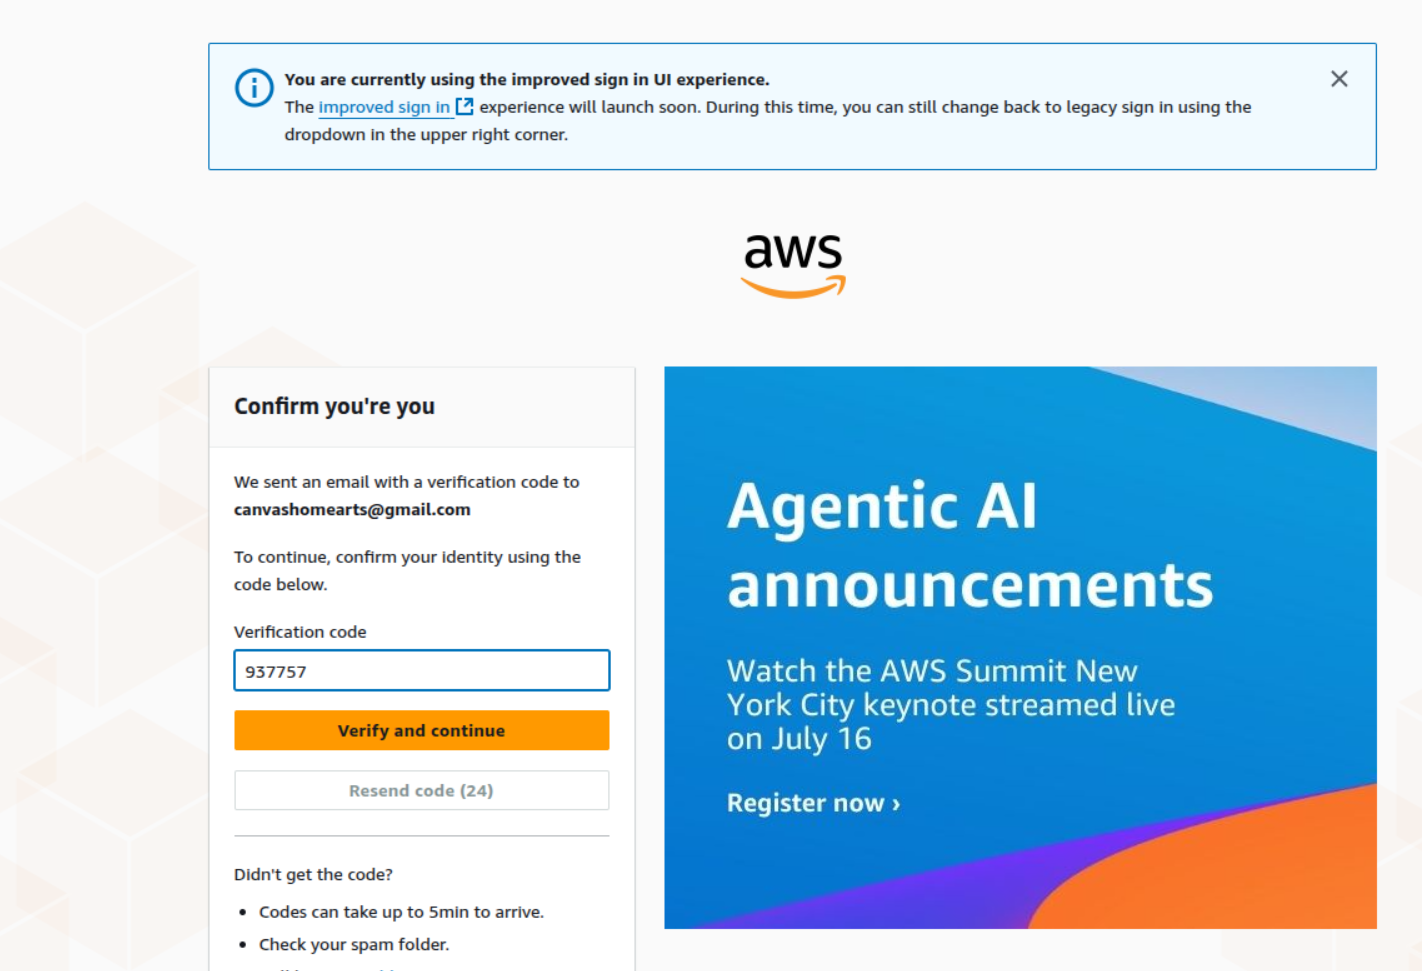 You are currently using the improved sign in UI experience.
The improved sign in experience will launch soon. During this time, you can still change back to legacy sign in using the
dropdown in the upper right corner.
aws
Confirm you're you
We sent an email with a verification code to
canvashomearts@gmail.com
To continue, confirm your identity using the
code below.
Verification code
937757
Verify and continue
Resend code (24)
Didn't get the code?
• Codes can take up to 5min to arrive.
• Check your spam folder.
Agentic AI
announcements
Watch the AWS Summit New
York City keynote streamed live
on July 16
Register now ›